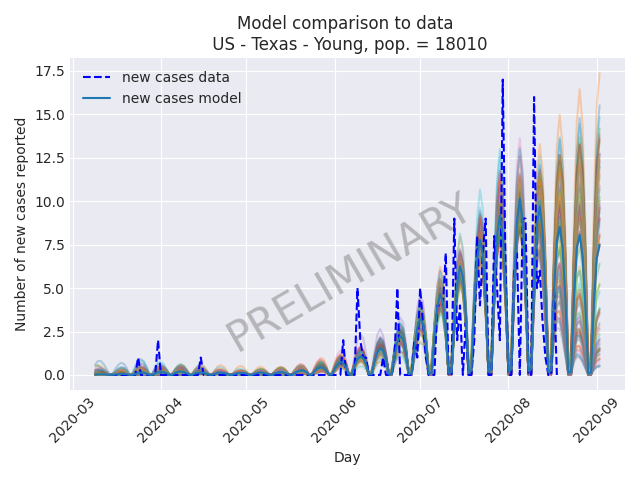 Model comparison to data
US - Texas - Young, pop. = 18010
new cases data
new cases model
PRELIMINARY
Number of new cases reported
17.5
15.0
12.5
10.0
7.5
5.0
2.5
0.0
2020-03
2020-04
2020-05
2020-06
2020-07
2020-08
2020-09
Day